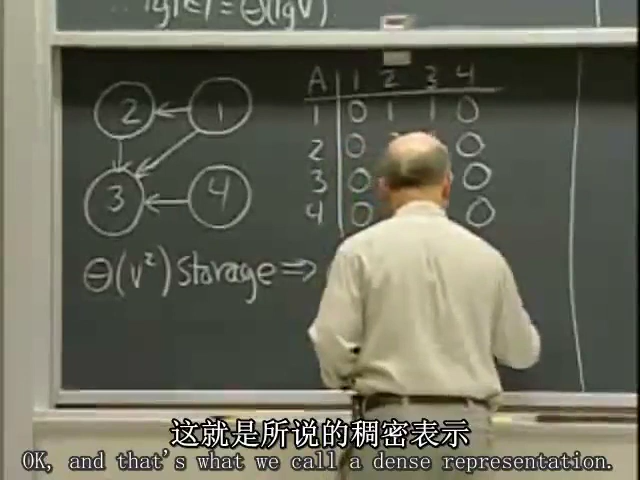 lg|E| = Θ(lg V)
A 1 2 3 4
1 0 1 1 0
2 0 0
3 0 0
4 0 0
2 1
3 4
Θ(V²) Storage ⇒
这就是所说的稠密表示
OK, and that's what we call a dense representation.